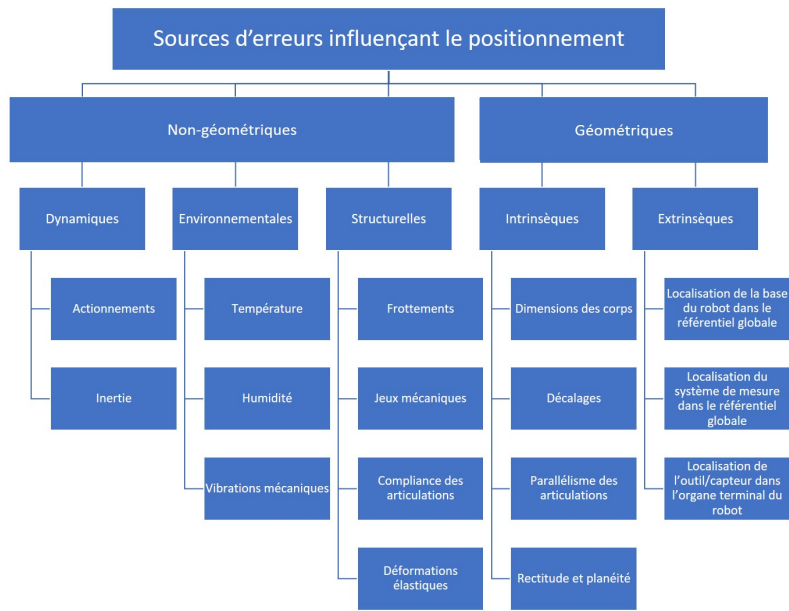 Sources d'erreurs influençant le positionnement
Non-géométriques
Géométriques
Dynamiques
Environnementales
Structurelles
Intrinsèques
Extrinsèques
Actionnements
Température
Frottements
Dimensions des corps
Localisation de la base
du robot dans le
référentiel globale
Inertie
Humidité
Jeux mécaniques
Décalages
Localisation du
système de mesure
dans le référentiel
globale
Vibrations mécaniques
Compliance des
articulations
Parallélisme des
articulations
Localisation de
l'outil/capteur dans
l'organe terminal du
robot
Déformations
élastiques
Rectitude et planéité